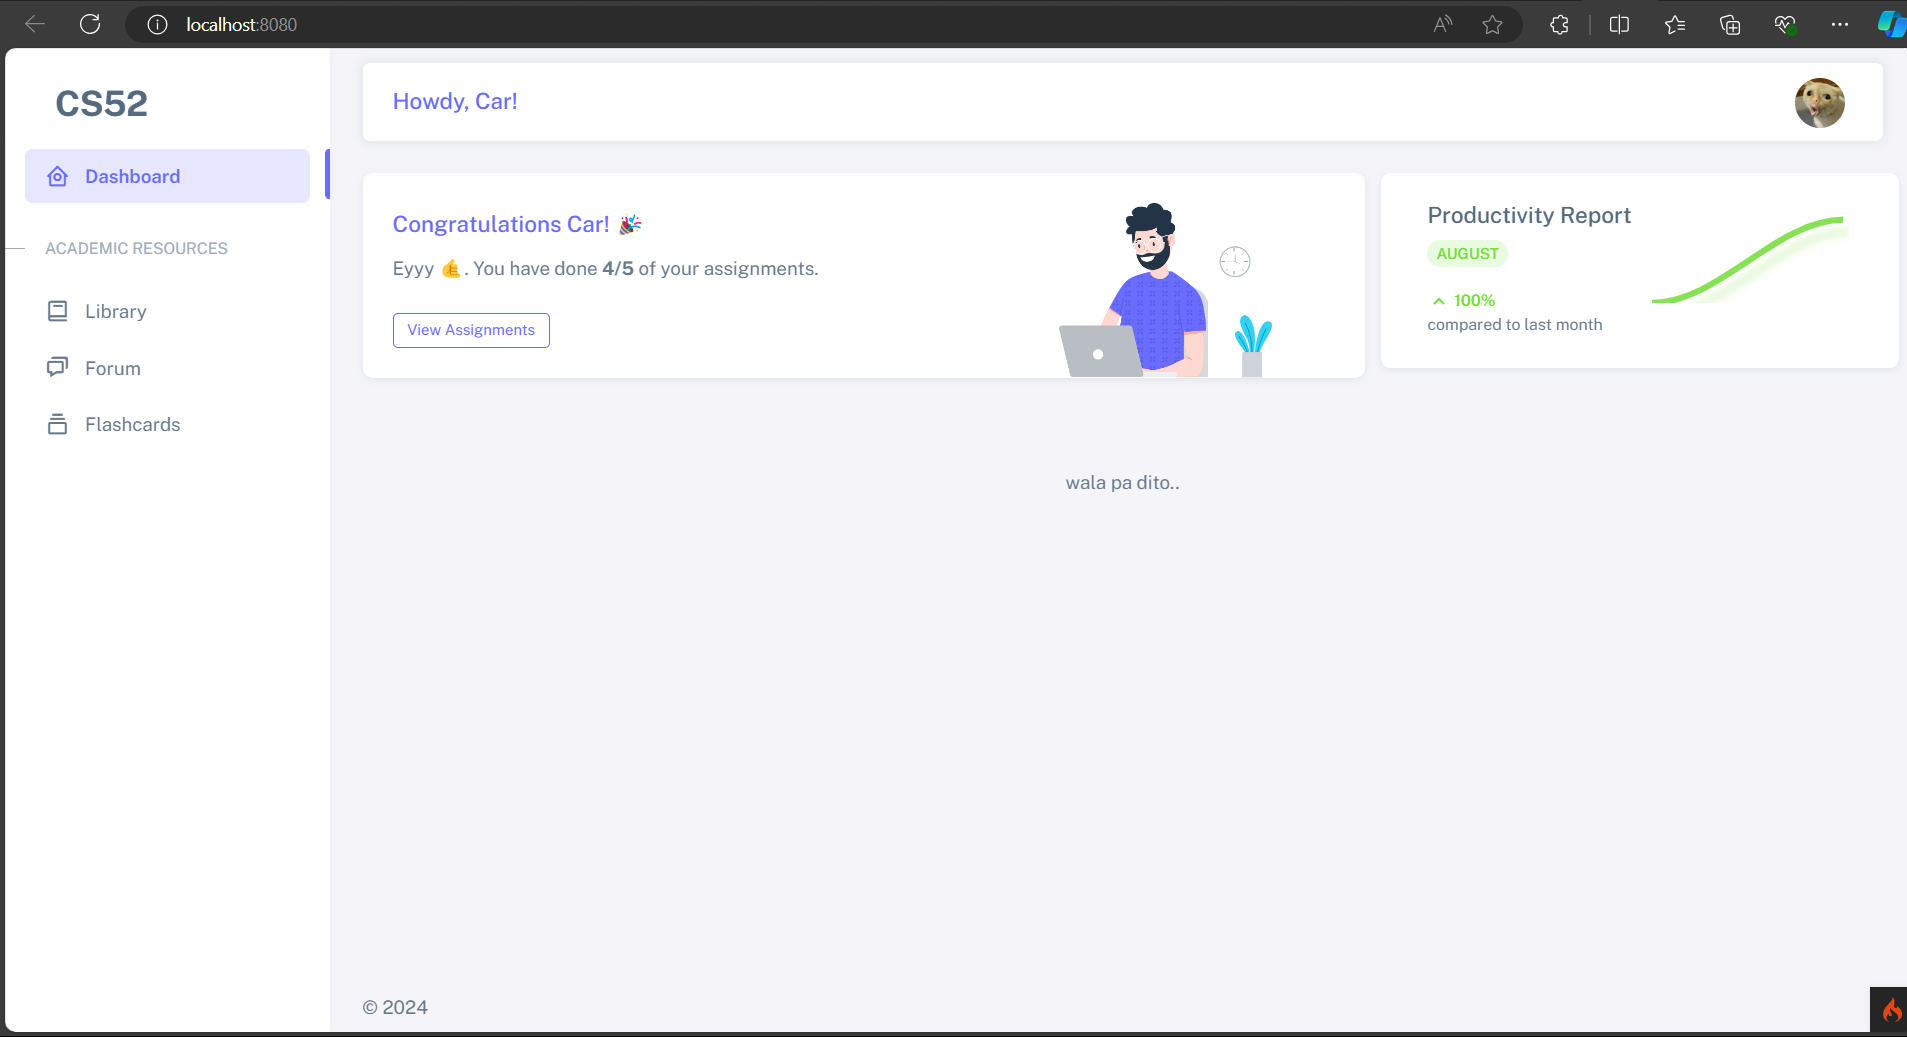 localhost:8080
CS52
Dashboard
ACADEMIC RESOURCES
Library
Forum
Flashcards
Howdy, Car!
Congratulations Car! 🎉
Eyyy 🤙. You have done 4/5 of your assignments.
View Assignments
Productivity Report
AUGUST
100%
compared to last month
wala pa dito..
© 2024